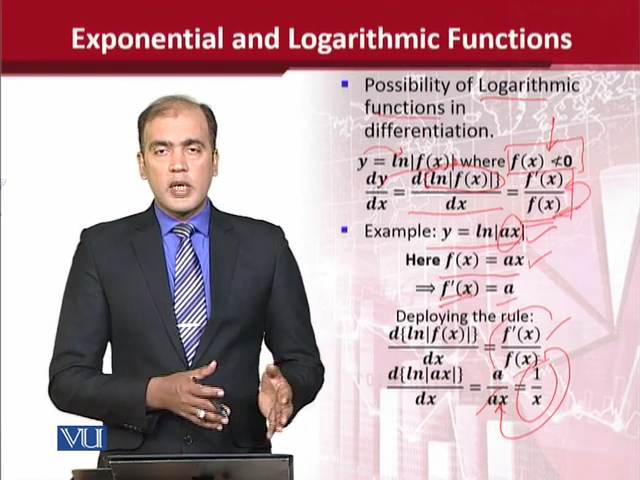 Exponential and Logarithmic Functions
▪ Possibility of Logarithmic
functions in
differentiation.
y = ln|f(x)| where f(x) ≮0
dy/dx = d{ln|f(x)|}/dx = f'(x)/f(x)
▪ Example: y = ln|ax|
Here f(x) = ax
⟹ f'(x) = a
Deploying the rule:
d{ln|f(x)|}/dx = f'(x)/f(x)
d{ln|ax|}/dx = a/ax = 1/x
VU